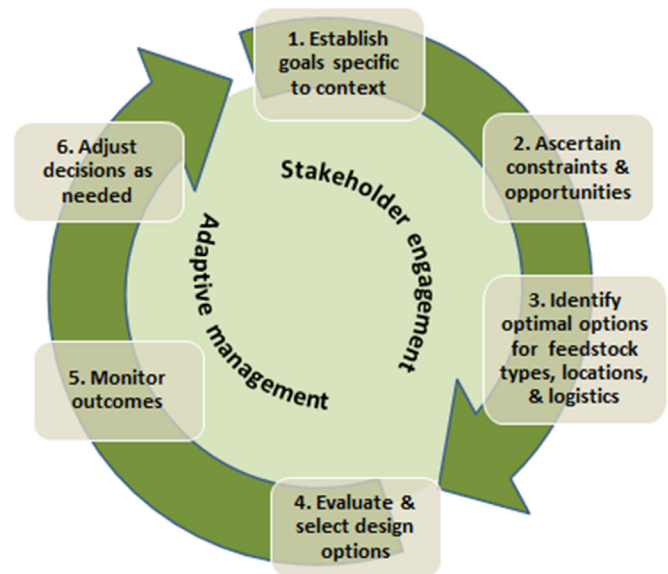 1. Establish
goals specific
to context
2. Ascertain
constraints &
opportunities
3. Identify
optimal options
for feedstock
types, locations,
& logistics
4. Evaluate &
select design
options
5. Monitor
outcomes
6. Adjust
decisions as
needed
Stakeholder engagement
Adaptive management